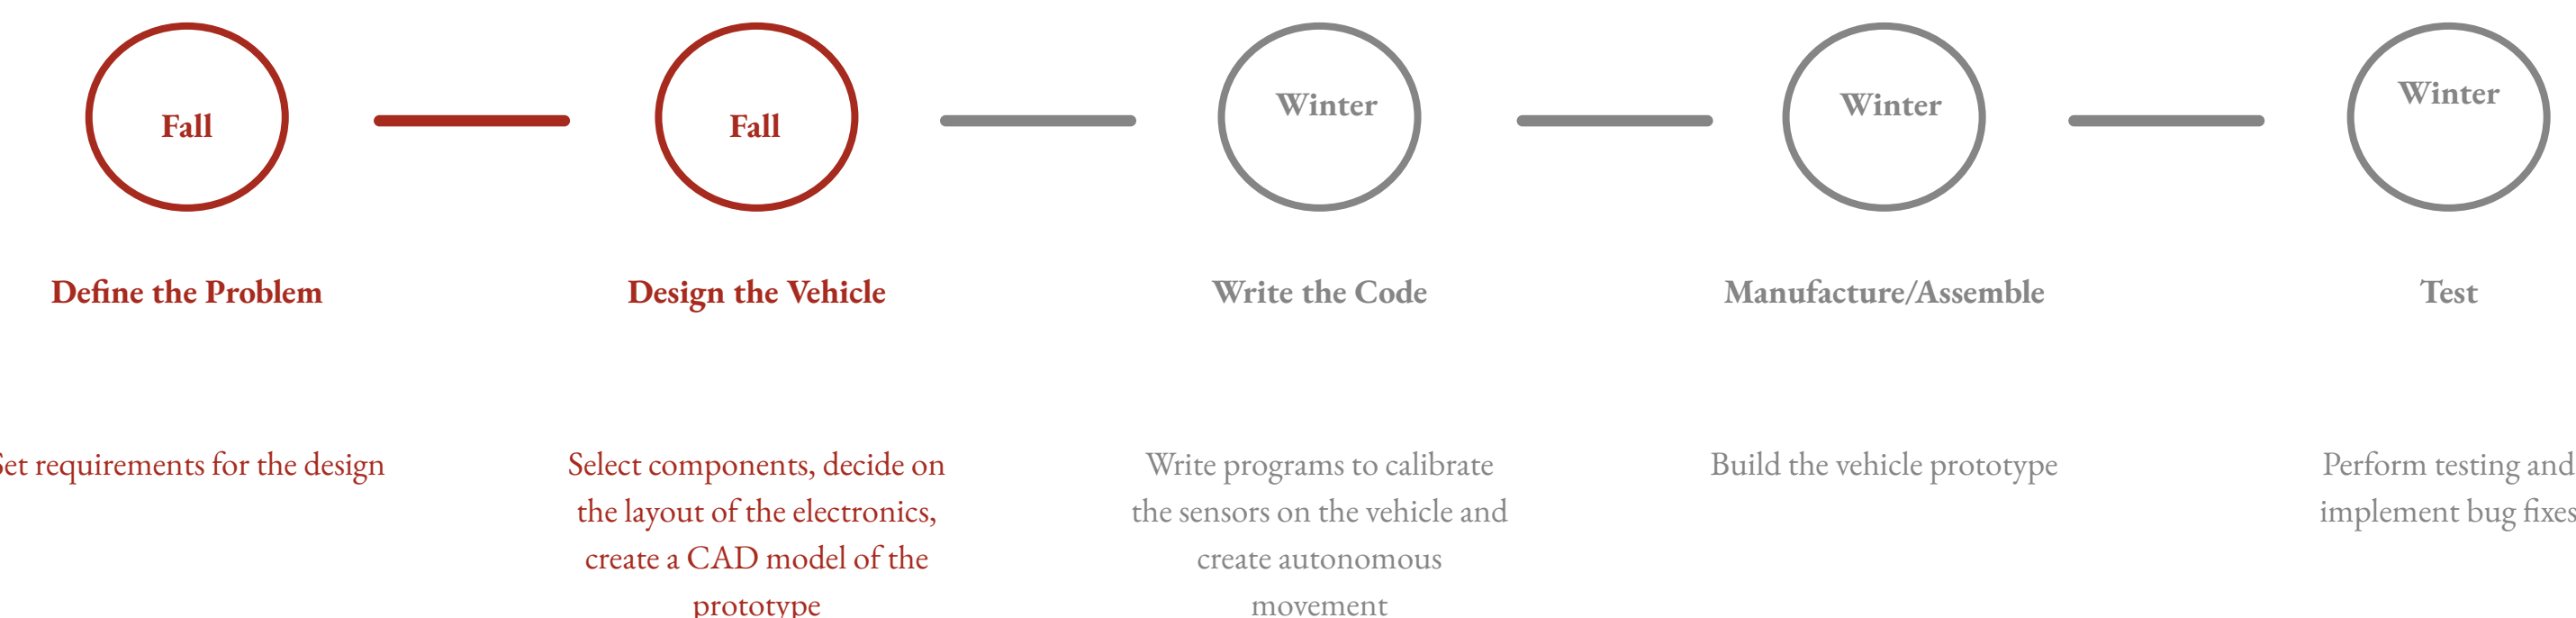 Fall
Fall
Winter
Winter
Winter
Define the Problem
Design the Vehicle
Write the Code
Manufacture/Assemble
Test
Set requirements for the design
Select components, decide on
the layout of the electronics,
create a CAD model of the
prototype
Write programs to calibrate
the sensors on the vehicle and
create autonomous
movement
Build the vehicle prototype
Perform testing and
implement bug fixes